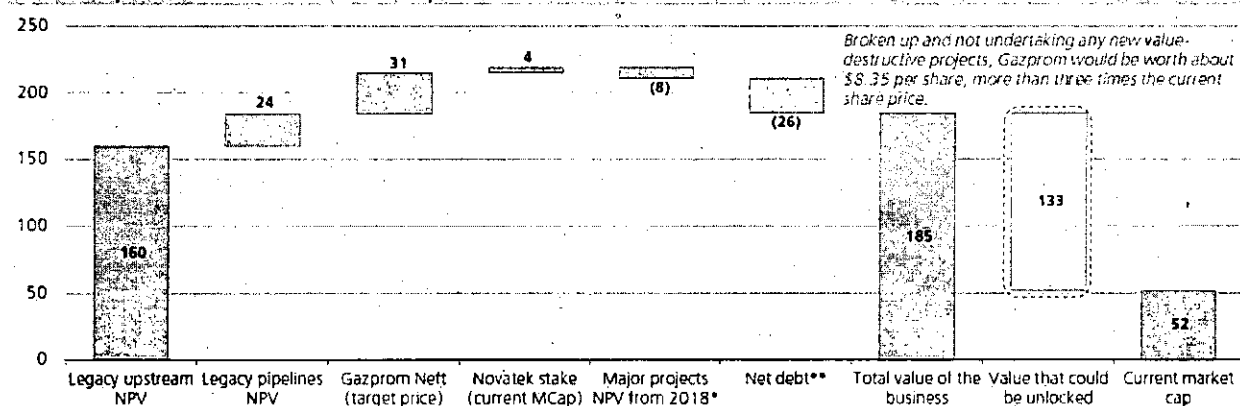 250
200
150
100
50
0
160
24
31
4
(8)
(26)
185
133
52
Broken up and not undertaking any new value-
destructive projects, Gazprom would be worth about
$8.35 per share, more than three times the current
share price.
Legacy upstream
NPV
Legacy pipelines
NPV
Gazprom Neft
(target price)
Novatek stake
(current MCap)
Major projects
NPV from 2018*
Net debt**
Total value of the
business
Value that could
be unlocked
Current market
cap